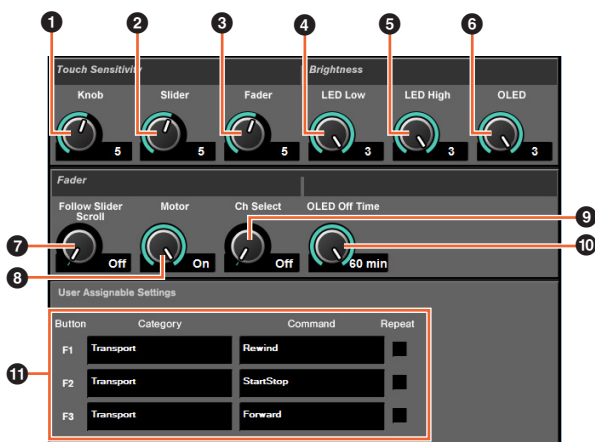 1 2 3 4 5 6
Touch Sensitivity Brightness
Knob Slider Fader LED Low LED High OLED
5 5 5 3 3 3
Fader
Follow Slider Scroll Motor Ch Select OLED Off Time
9
7 Off On Off 60 min 10
8
User Assignable Settings
Button Category Command Repeat
F1 Transport Rewind
11 F2 Transport StartStop
F3 Transport Forward